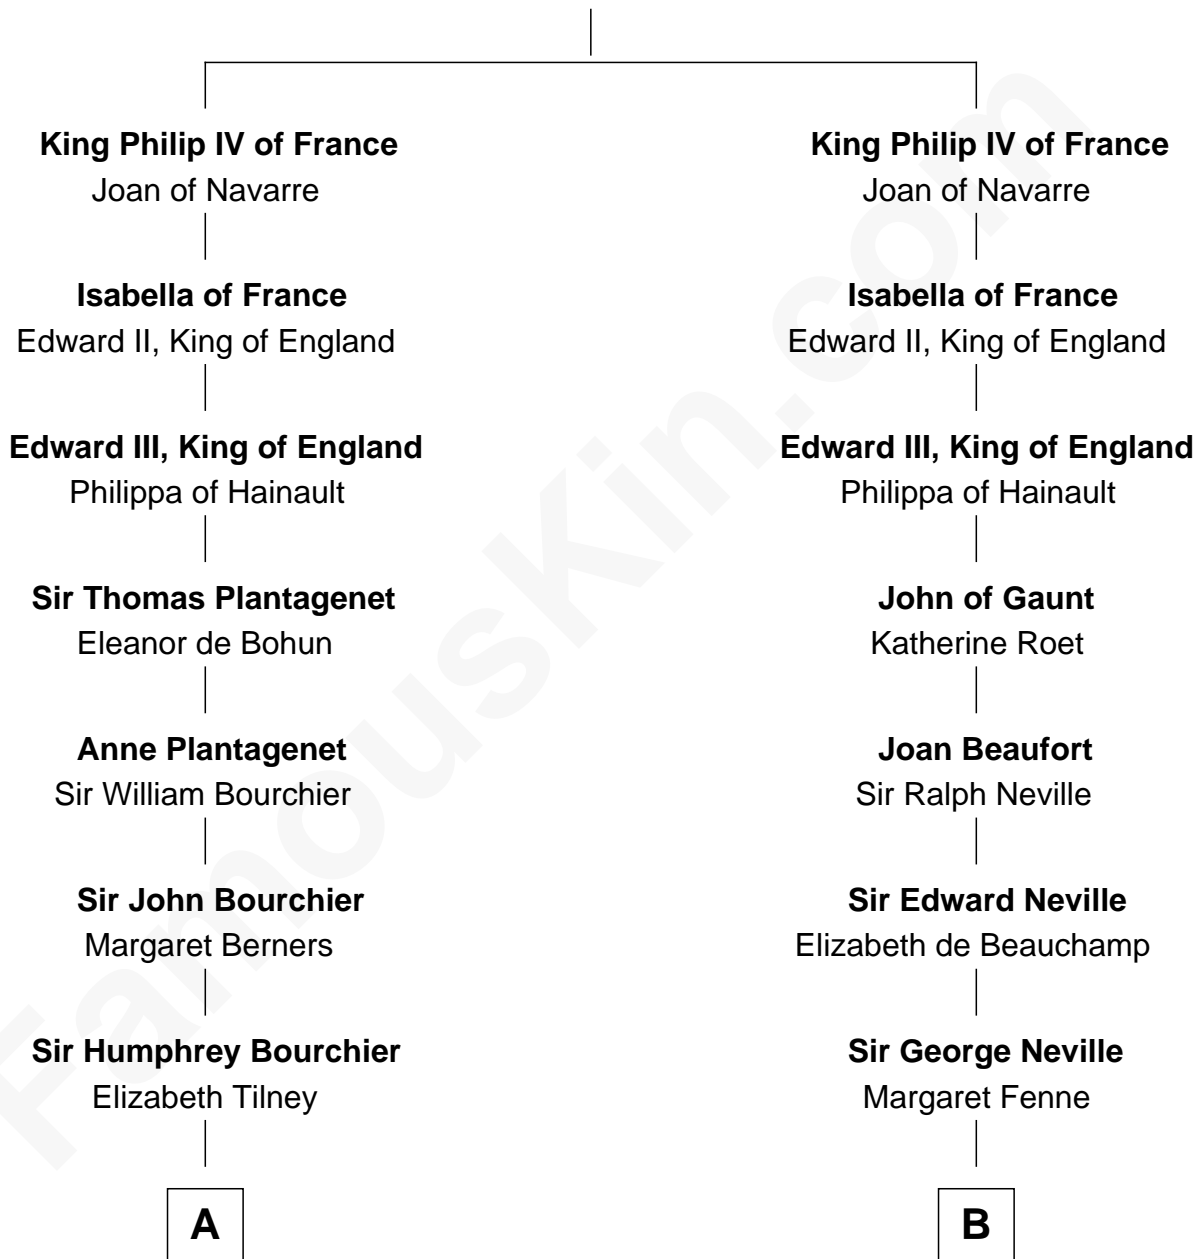 King Philip IV of France
Joan of Navarre
Isabella of France
Edward II, King of England
Edward III, King of England
Philippa of Hainault
Sir Thomas Plantagenet
Eleanor de Bohun
Anne Plantagenet
Sir William Bourchier
Sir John Bourchier
Margaret Berners
Sir Humphrey Bourchier
Elizabeth Tilney
A
King Philip IV of France
Joan of Navarre
Isabella of France
Edward II, King of England
Edward III, King of England
Philippa of Hainault
John of Gaunt
Katherine Roet
Joan Beaufort
Sir Ralph Neville
Sir Edward Neville
Elizabeth de Beauchamp
Sir George Neville
Margaret Fenne
B
FamousKin.com